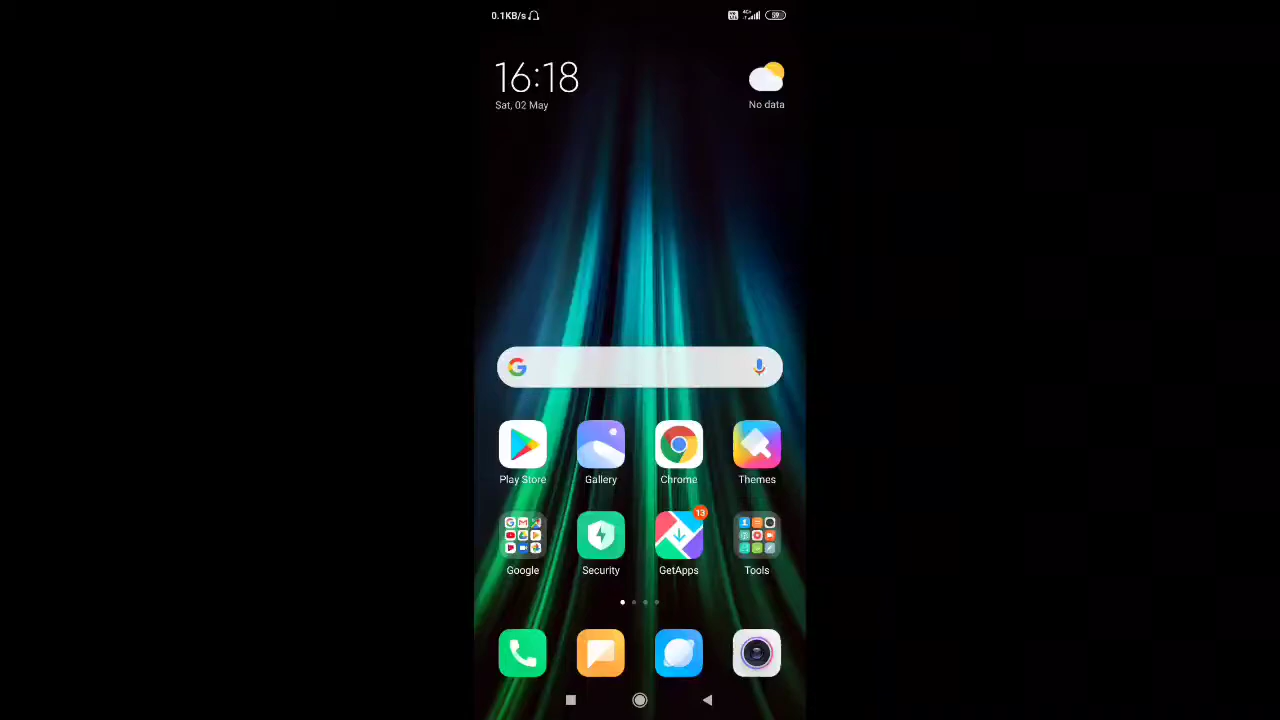 0.1KB/s 59
16:18
Sat, 02 May
No data
Play Store Gallery Chrome Themes
13
Google Security GetApps Tools